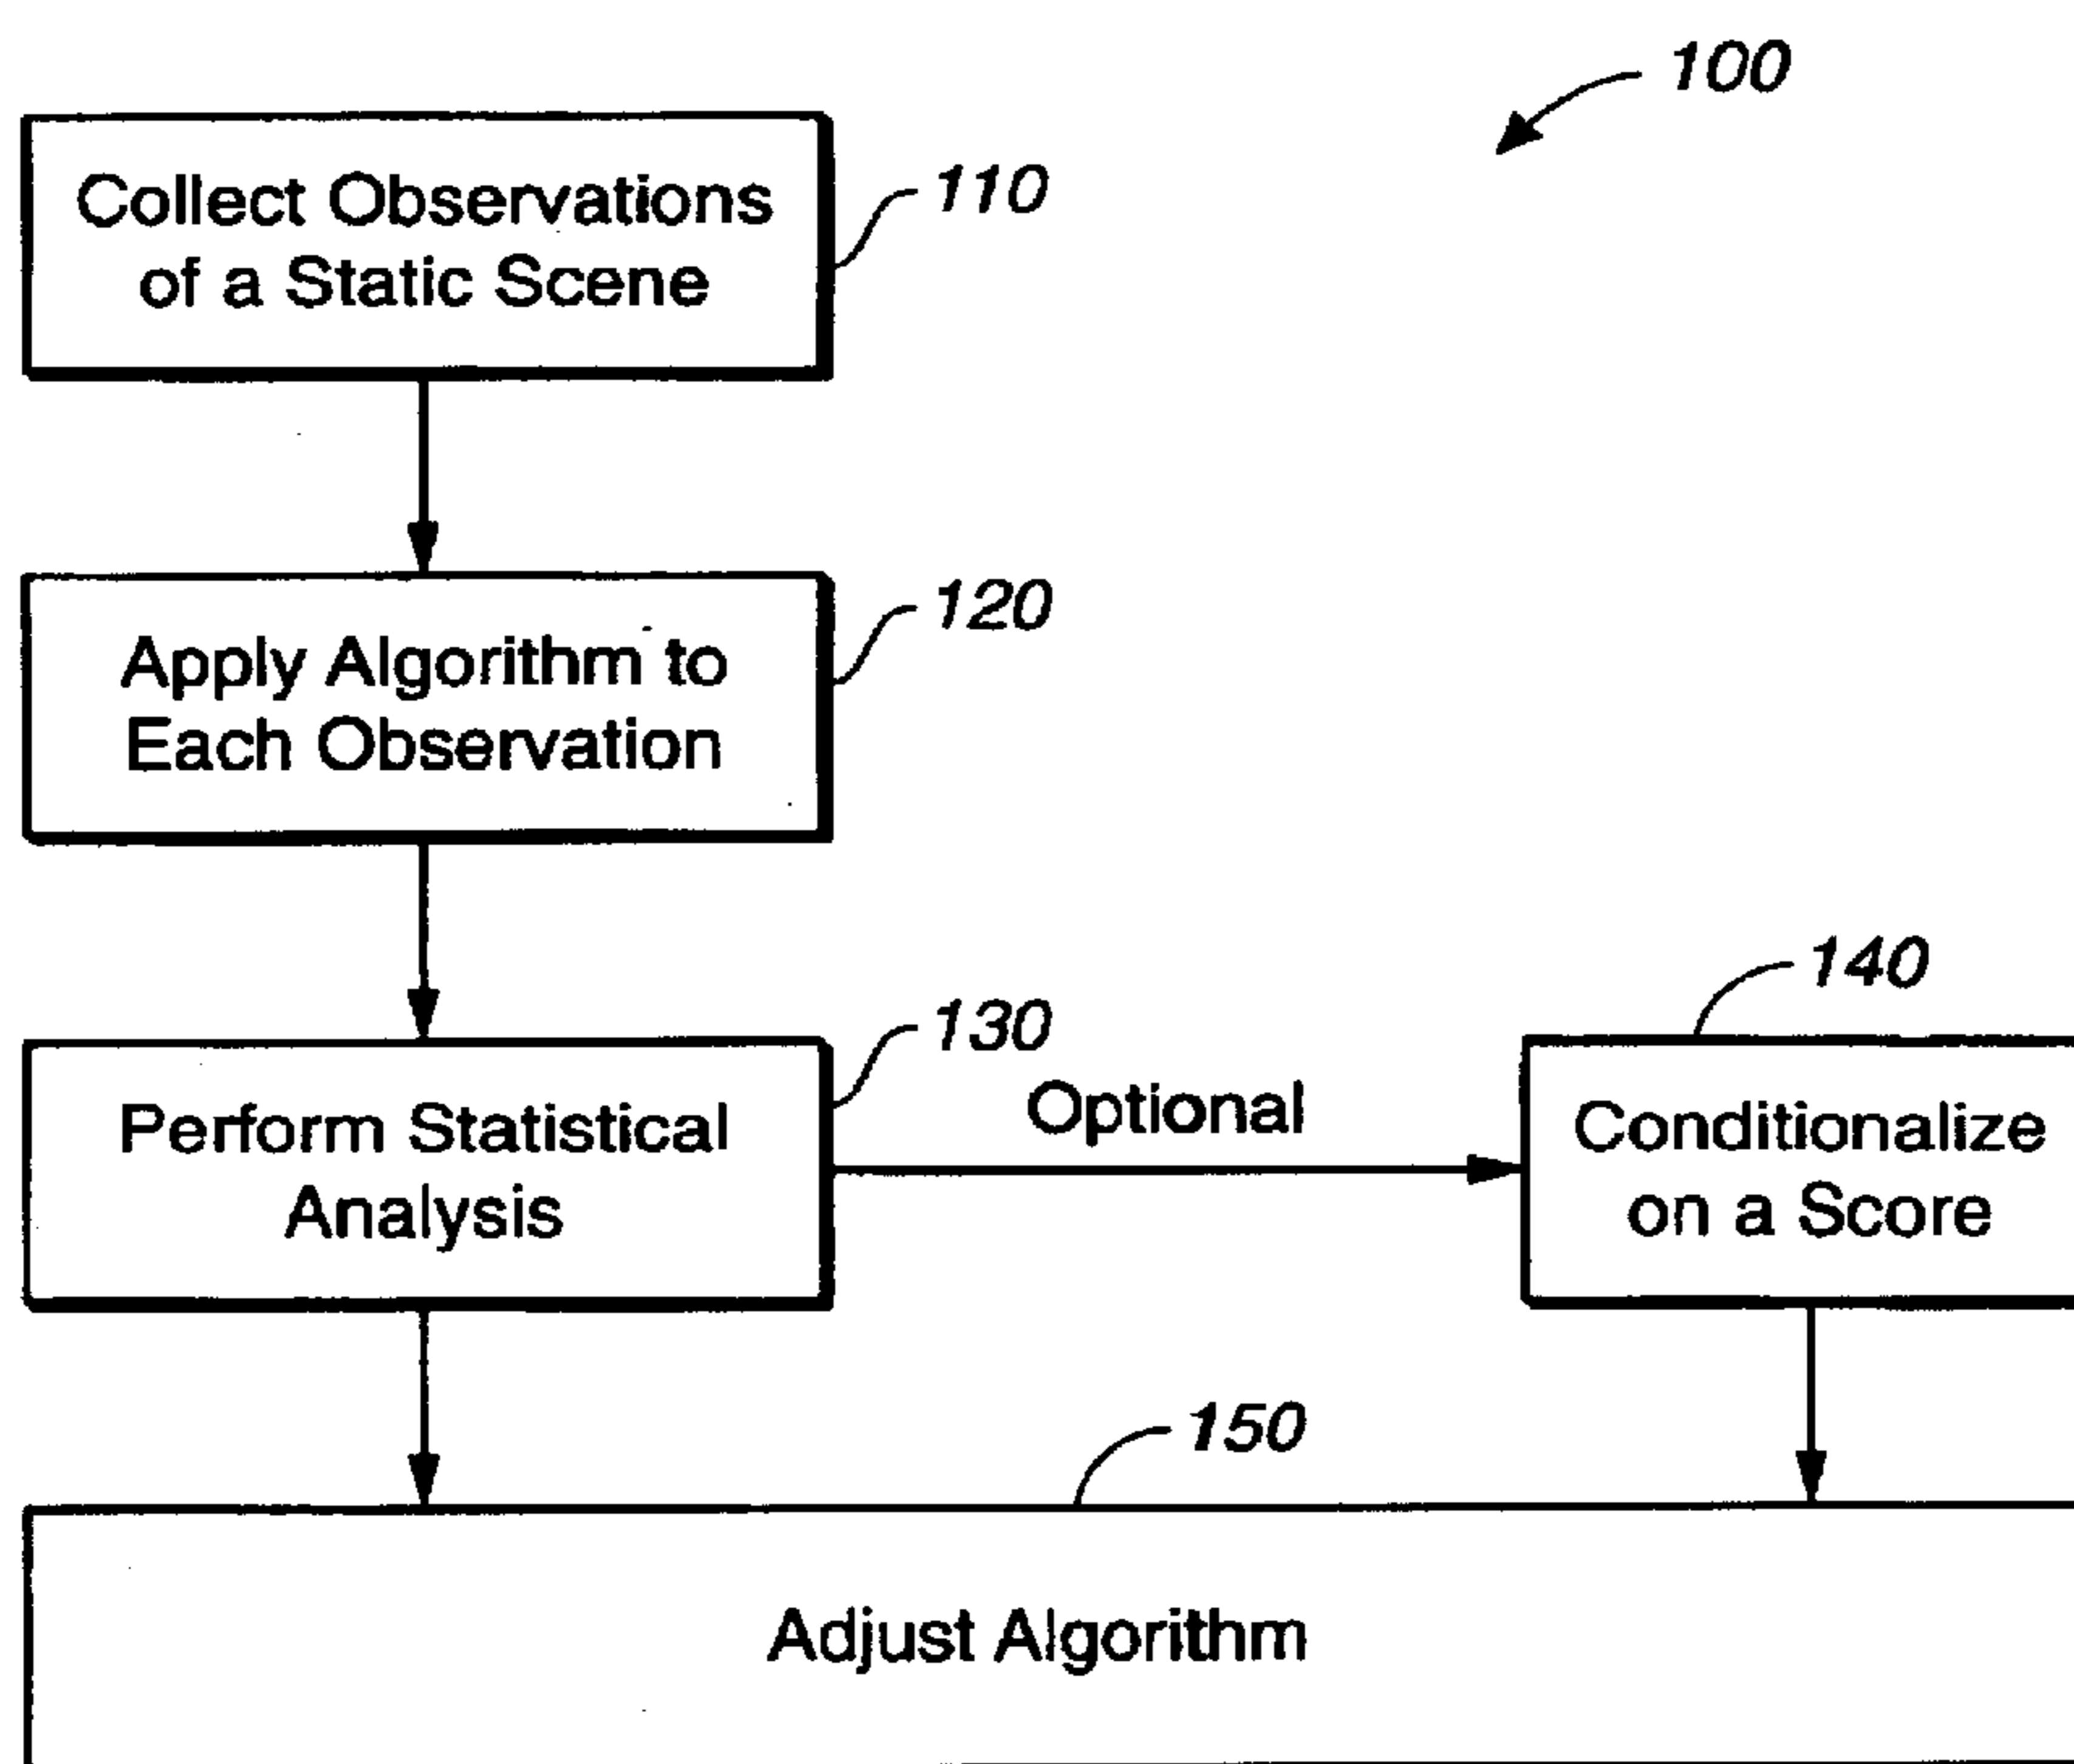 100
Collect Observations
of a Static Scene
110
Apply Algorithm to
Each Observation
120
Perform Statistical
Analysis
130
Optional
140
Conditionalize
on a Score
150
Adjust Algorithm